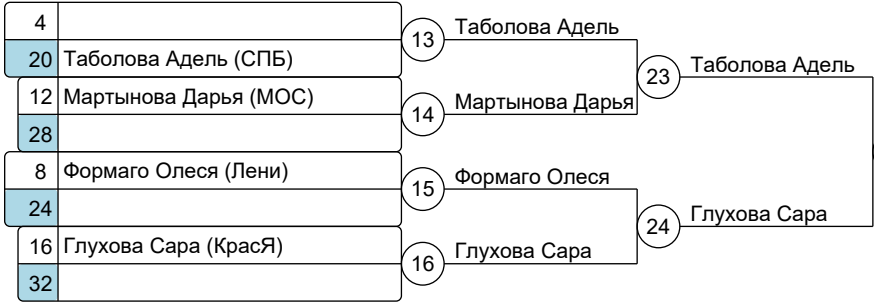 4
20 Таболова Адель (СПБ)
12 Мартынова Дарья (МОС)
28
8 Формаго Олеся (Лени)
24
16 Глухова Сара (КрасЯ)
32
13 Таболова Адель
14 Мартынова Дарья
15 Формаго Олеся
16 Глухова Сара
23 Таболова Адель
24 Глухова Сара